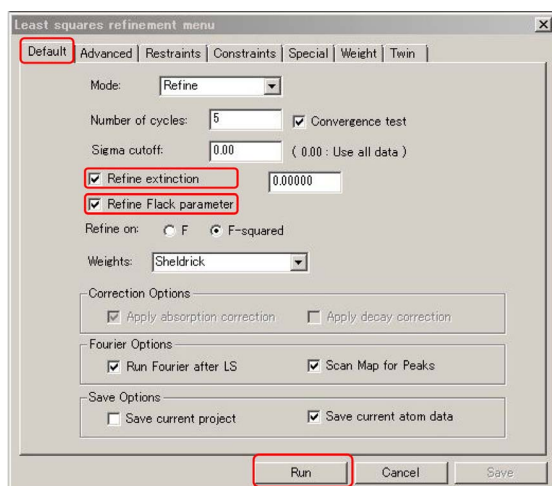 Least squares refinement menu
Default Advanced Restraints Constraints Special Weight Twin
Mode: Refine
Number of cycles: 5 Convergence test
Sigma cutoff: 0.00 ( 0.00 : Use all data )
Refine extinction 0.00000
Refine Flack parameter
Refine on: F F-squared
Weights: Sheldrick
Correction Options
Apply absorption correction Apply decay correction
Fourier Options
Run Fourier after LS Scan Map for Peaks
Save Options
Save current project Save current atom data
Run Cancel Save